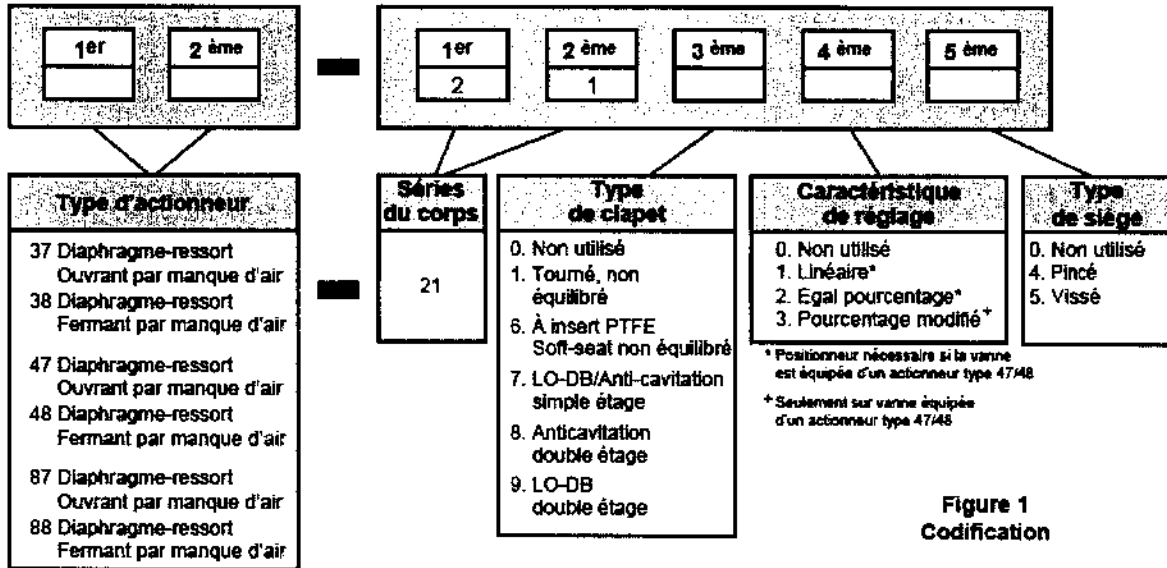 1er
2 ème
1er
2 ème
3 ème
4 ème
5 ème
2
1
Type d'actionneur
37 Diaphragme-ressort
Ouvrant par manque d'air
38 Diaphragme-ressort
Fermant par manque d'air
47 Diaphragme-ressort
Ouvrant par manque d'air
48 Diaphragme-ressort
Fermant par manque d'air
87 Diaphragme-ressort
Ouvrant par manque d'air
88 Diaphragme-ressort
Fermant par manque d'air
Séries
du corps
21
Type
de clapet
0. Non utilisé
1. Tourné, non
équilibré
6. À insert PTFE
Soft-seat non équilibré
7. LO-DB/Anti-cavitation
simple étage
8. Anticavitation
double étage
9. LO-DB
double étage
Caractéristique
de réglage
0. Non utilisé
1. Linéaire*
2. Egal pourcentage*
3. Pourcentage modifié+
* Positionneur nécessaire si la vanne
est équipée d'un actionneur type 47/48
+ Seulement sur vanne équipée
d'un actionneur type 47/48
Type
de siège
0. Non utilisé
4. Pincé
5. Vissé
Figure 1
Codification